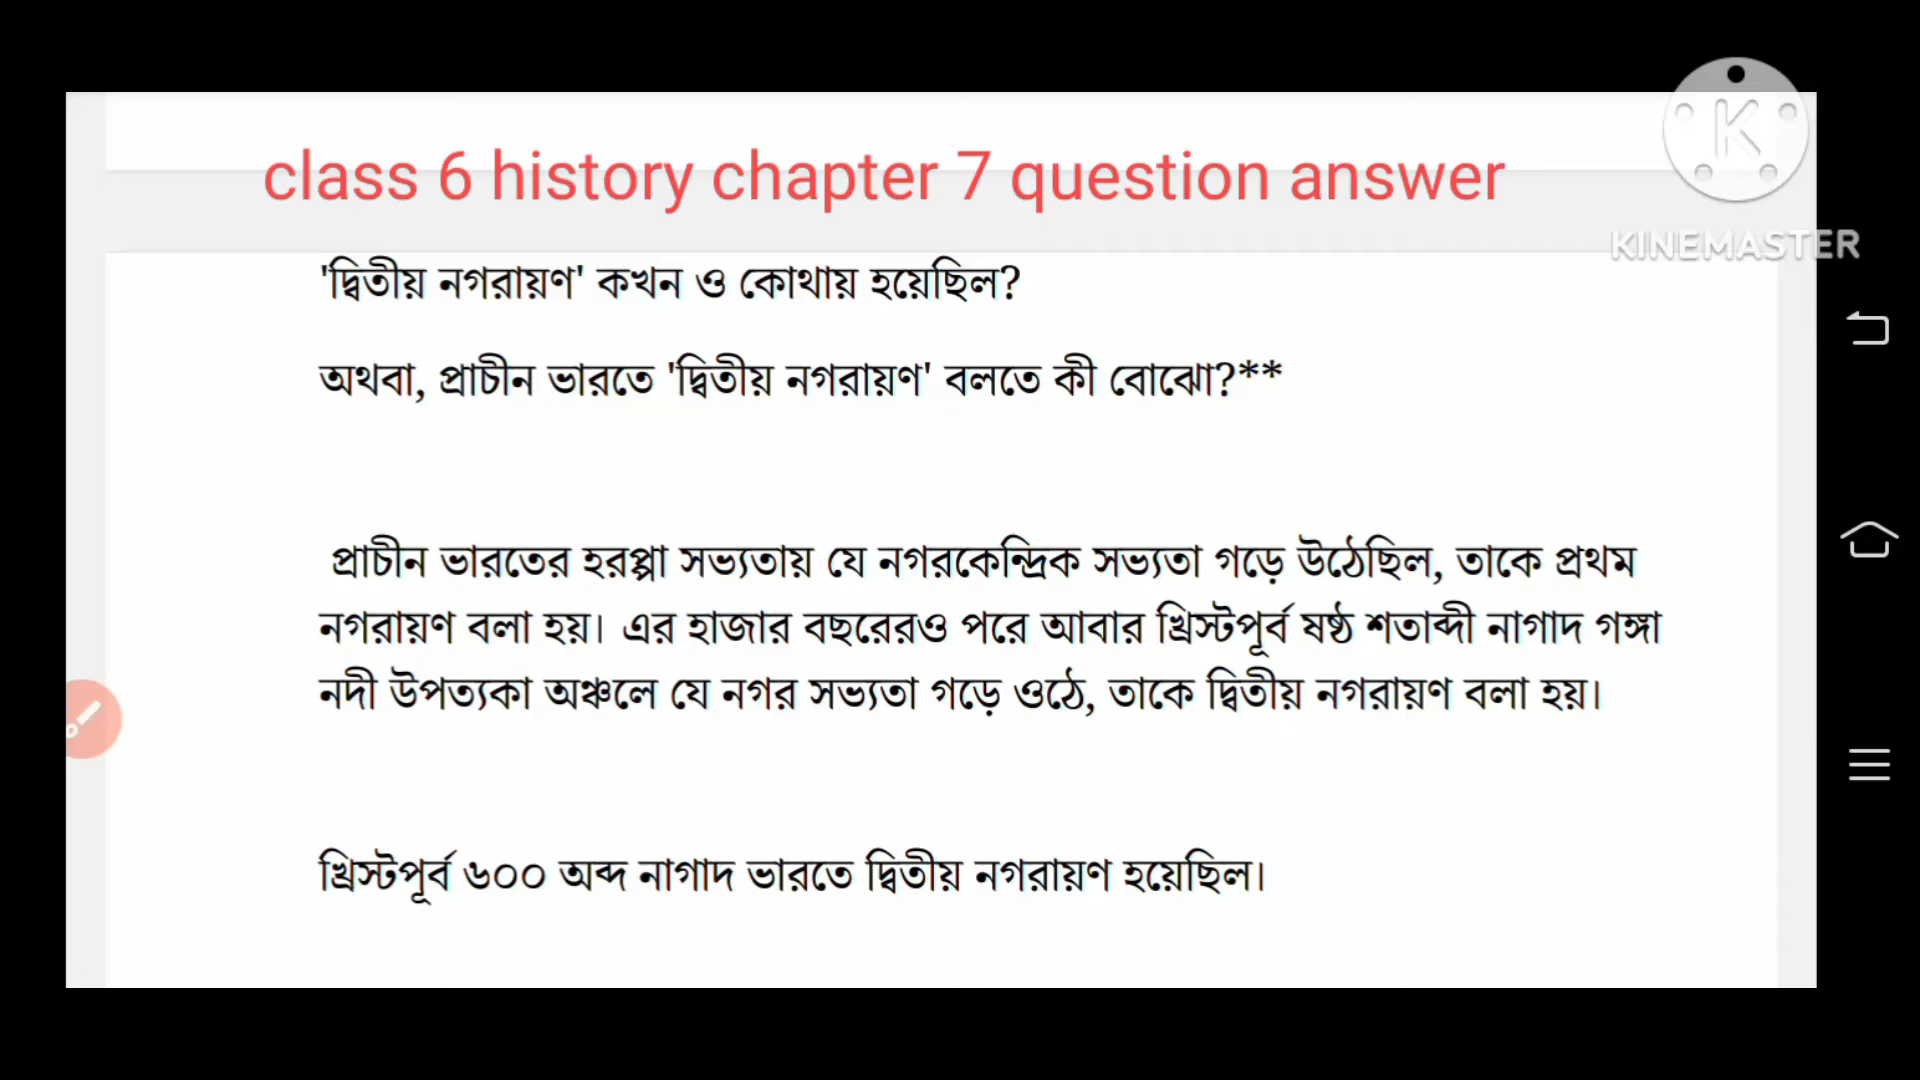 class 6 history chapter 7 question answer
KINEMASTER
'দ্বিতীয় নগরায়ণ' কখন ও কোথায় হয়েছিল?
অথবা, প্রাচীন ভারতে 'দ্বিতীয় নগরায়ণ' বলতে কী বোঝো?**
প্রাচীন ভারতের হরপ্পা সভ্যতায় যে নগরকেন্দ্রিক সভ্যতা গড়ে উঠেছিল, তাকে প্রথম
নগরায়ণ বলা হয়। এর হাজার বছরেরও পরে আবার খ্রিস্টপূর্ব ষষ্ঠ শতাব্দী নাগাদ গঙ্গা
নদী উপত্যকা অঞ্চলে যে নগর সভ্যতা গড়ে ওঠে, তাকে দ্বিতীয় নগরায়ণ বলা হয়।
খ্রিস্টপূর্ব ৬০০ অব্দ নাগাদ ভারতে দ্বিতীয় নগরায়ণ হয়েছিল।